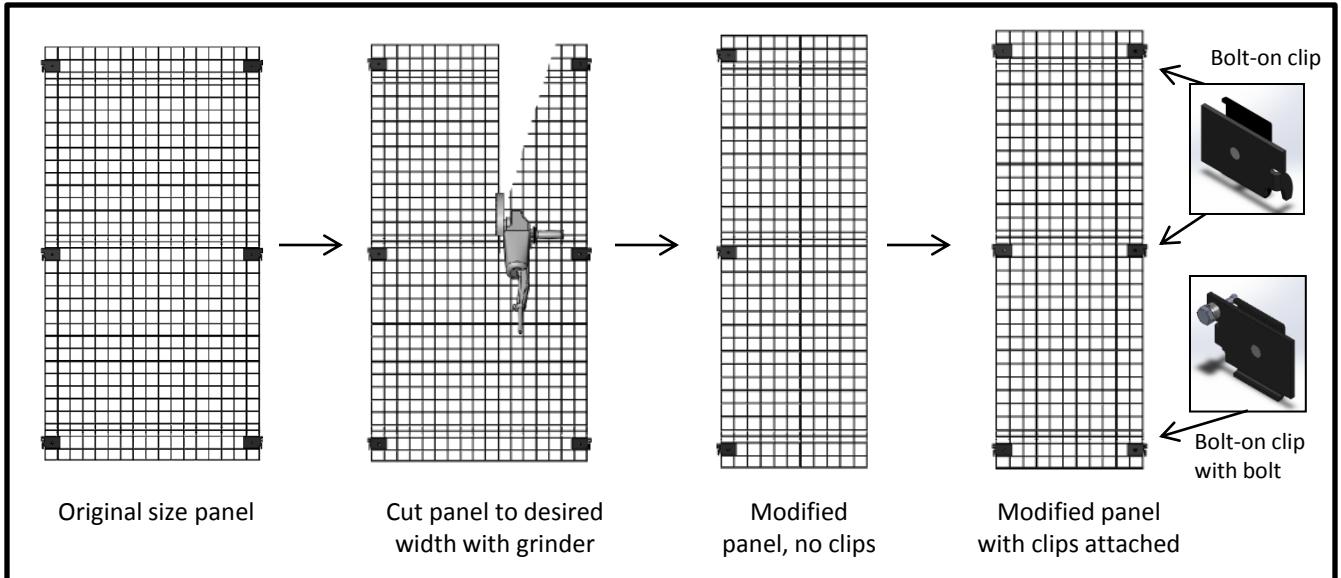 Bolt-on clip
Bolt-on clip
with bolt
Original size panel
Cut panel to desired
width with grinder
Modified
panel, no clips
Modified panel
with clips attached